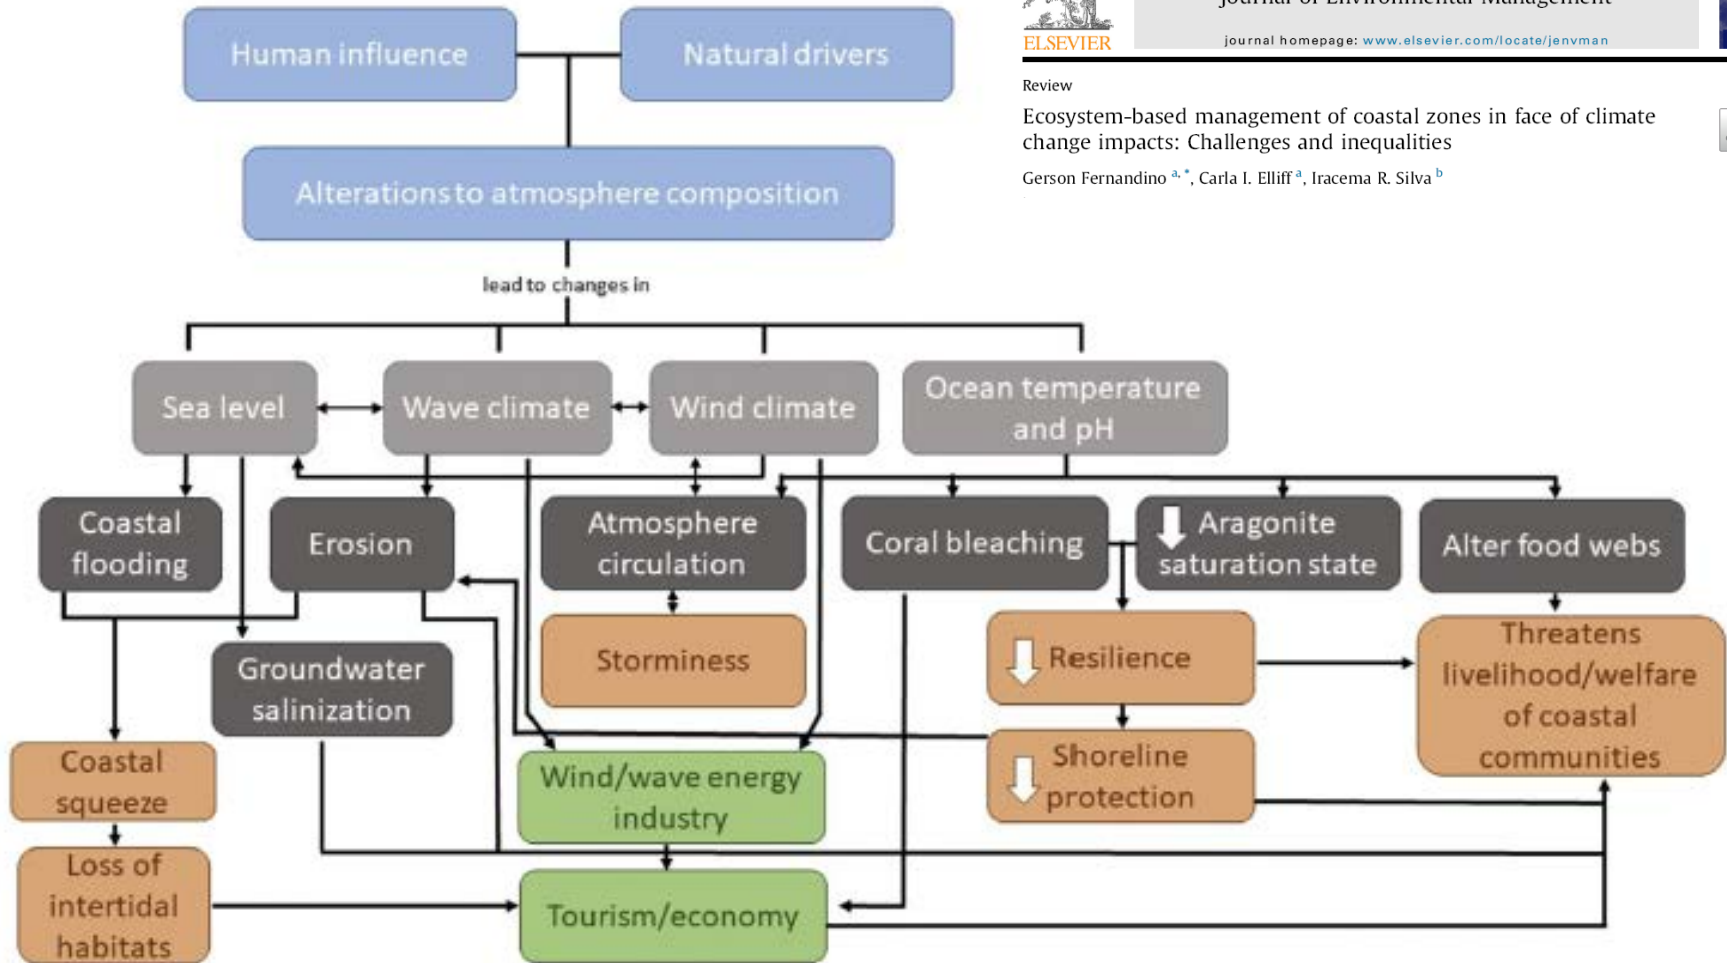 Journal of Environmental Management
ELSEVIER
journal homepage: www.elsevier.com/locate/jenvman
Review
Ecosystem-based management of coastal zones in face of climate
change impacts: Challenges and inequalities
Gerson Fernandino a, *, Carla I. Elliff a, Iracema R. Silva b
Human influence
Natural drivers
Alterations to atmosphere composition
lead to changes in
Sea level
Wave climate
Wind climate
Ocean temperature
and pH
Coastal
flooding
Erosion
Atmosphere
circulation
Coral bleaching
Aragonite
saturation state
Alter food webs
Groundwater
salinization
Storminess
Resilience
Threatens
livelihood/welfare
of coastal
communities
Coastal
squeeze
Wind/wave energy
industry
Shoreline
protection
Loss of
intertidal
habitats
Tourism/economy